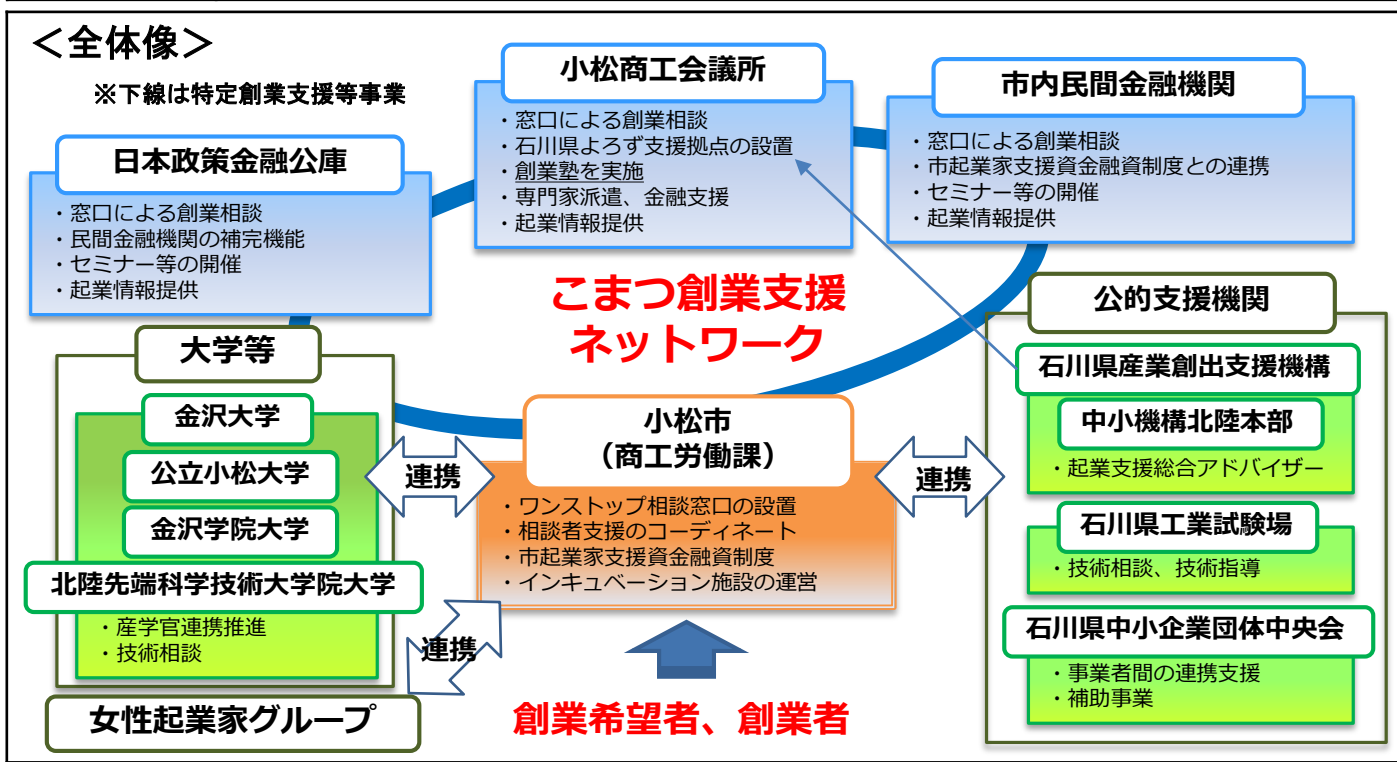 ＜全体像＞
※下線は特定創業支援等事業
小松商工会議所
・窓口による創業相談
・石川県よろず支援拠点の設置
・創業塾を実施
・専門家派遣、金融支援
・起業情報提供
市内民間金融機関
・窓口による創業相談
・市起業家支援資金融資制度との連携
・セミナー等の開催
・起業情報提供
日本政策金融公庫
・窓口による創業相談
・民間金融機関の補完機能
・セミナー等の開催
・起業情報提供
こまつ創業支援
ネットワーク
大学等
金沢大学
公立小松大学
金沢学院大学
北陸先端科学技術大学院大学
・産学官連携推進
・技術相談
連携
小松市
（商工労働課）
・ワンストップ相談窓口の設置
・相談者支援のコーディネート
・市起業家支援資金融資制度
・インキュベーション施設の運営
連携
公的支援機関
石川県産業創出支援機構
中小機構北陸本部
・起業支援総合アドバイザー
石川県工業試験場
・技術相談、技術指導
石川県中小企業団体中央会
・事業者間の連携支援
・補助事業
連携
女性起業家グループ
創業希望者、創業者